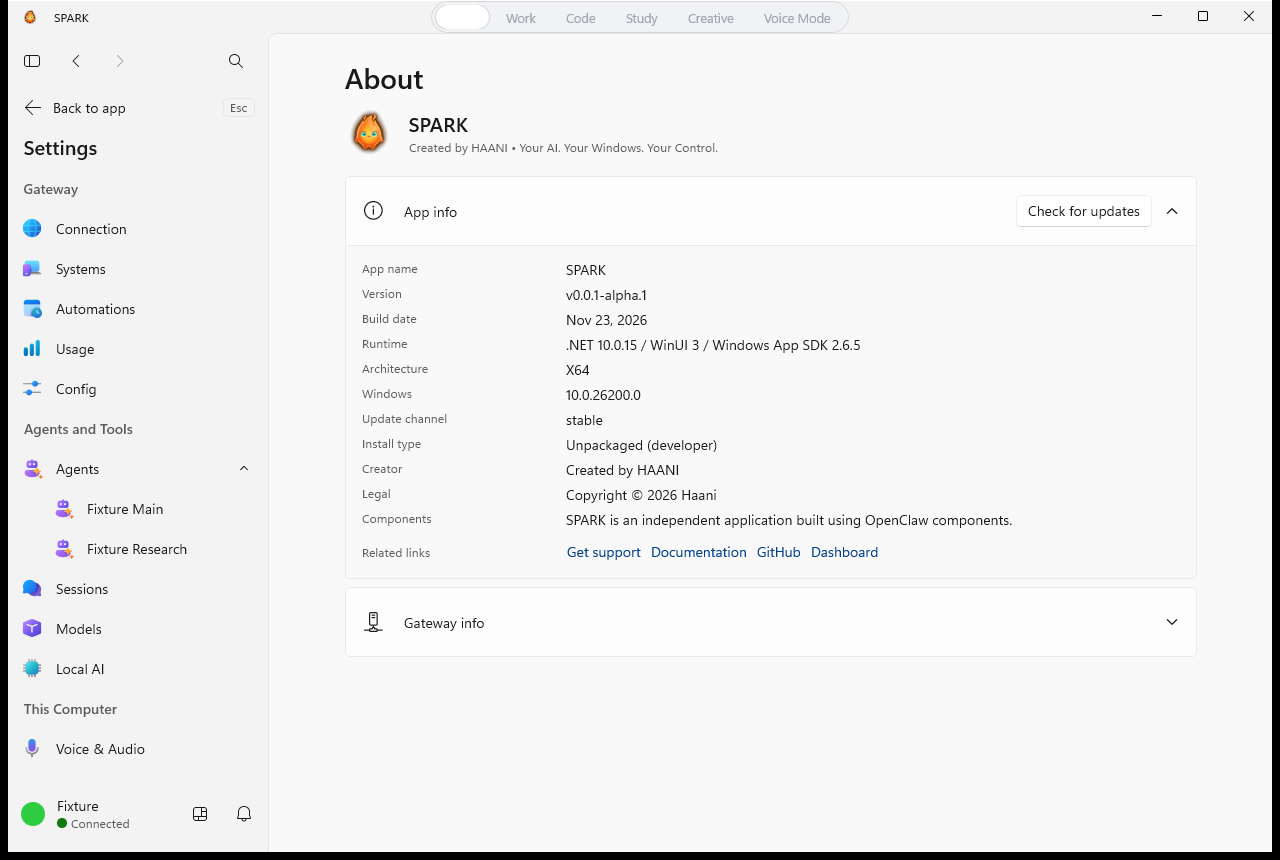 SPARK
Work
Code
Study
Creative
Voice Mode
Back to app
Esc
Settings
Gateway
Connection
Systems
Automations
Usage
Config
Agents and Tools
Agents
Fixture Main
Fixture Research
Sessions
Models
Local AI
This Computer
Voice & Audio
Fixture
Connected
About
SPARK
Created by HAANI • Your AI. Your Windows. Your Control.
App info
Check for updates
App name SPARK
Version v0.0.1-alpha.1
Build date Nov 23, 2026
Runtime .NET 10.0.15 / WinUI 3 / Windows App SDK 2.6.5
Architecture X64
Windows 10.0.26200.0
Update channel stable
Install type Unpackaged (developer)
Creator Created by HAANI
Legal Copyright © 2026 Haani
Components SPARK is an independent application built using OpenClaw components.
Related links Get support Documentation GitHub Dashboard
Gateway info